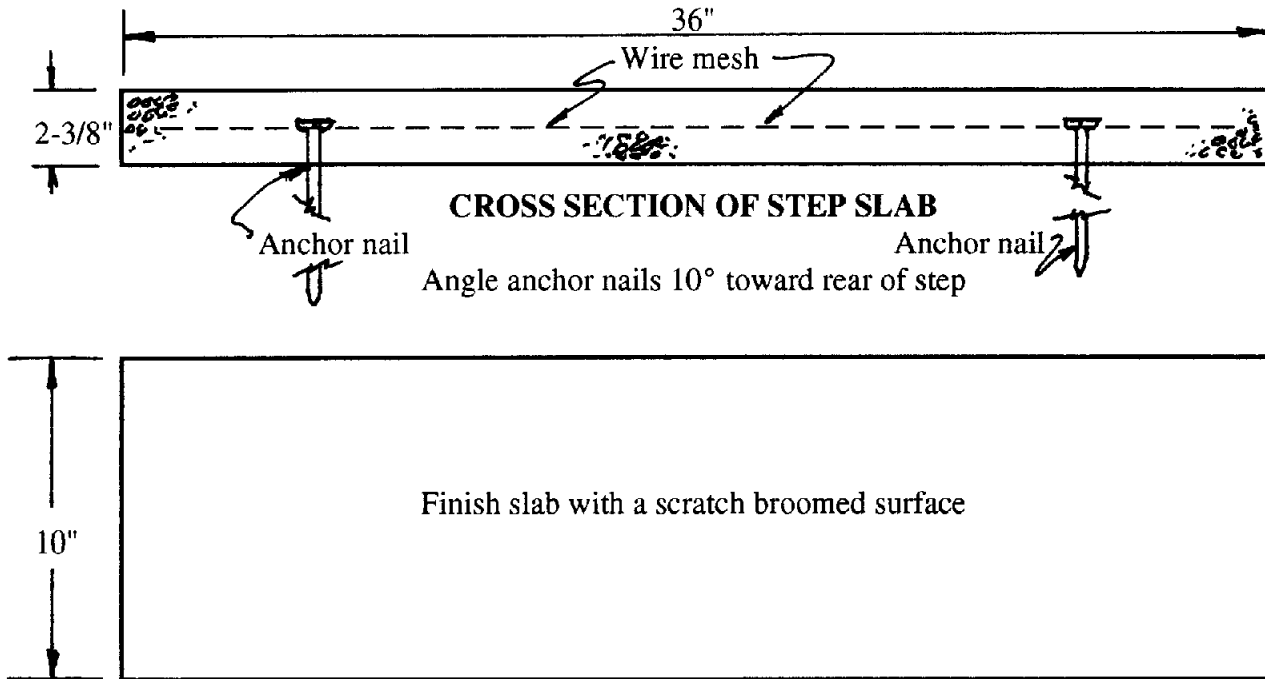 36"
Wire mesh
2-3/8"
CROSS SECTION OF STEP SLAB
Anchor nail
Anchor nail
Angle anchor nails 10° toward rear of step
Finish slab with a scratch broomed surface
10"